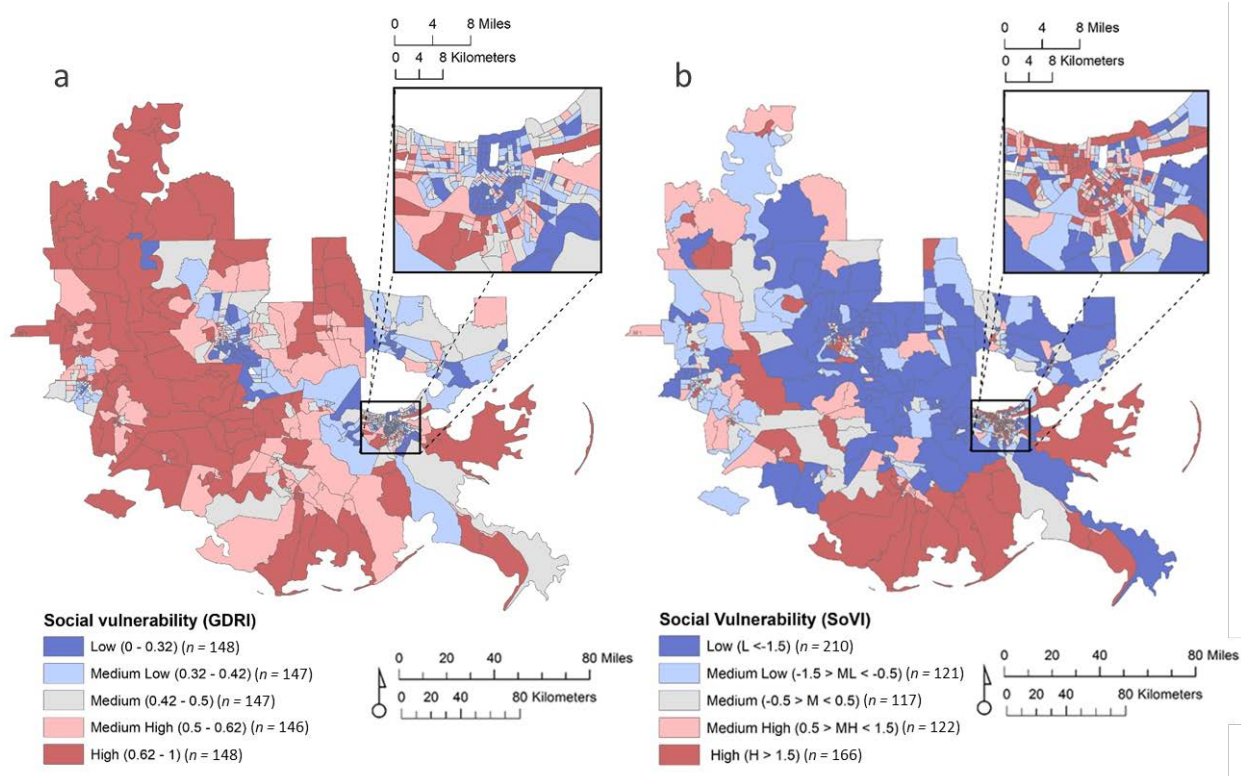 0 4 8 Miles
0 4 8 Kilometers
a
0 4 8 Miles
0 4 8 Kilometers
b
Social vulnerability (GDRI)
Low (0 - 0.32) (n = 148)
Medium Low (0.32 - 0.42) (n = 147)
Medium (0.42 - 0.5) (n = 147)
Medium High (0.5 - 0.62) (n = 146)
High (0.62 - 1) (n = 148)
0 20 40 80 Miles
0 20 40 80 Kilometers
Social Vulnerability (SoVI)
Low (L <-1.5) (n = 210)
Medium Low (-1.5 > ML < -0.5) (n = 121)
Medium (-0.5 > M < 0.5) (n = 117)
Medium High (0.5 > MH < 1.5) (n = 122)
High (H > 1.5) (n = 166)
0 20 40 80 Miles
0 20 40 80 Kilometers